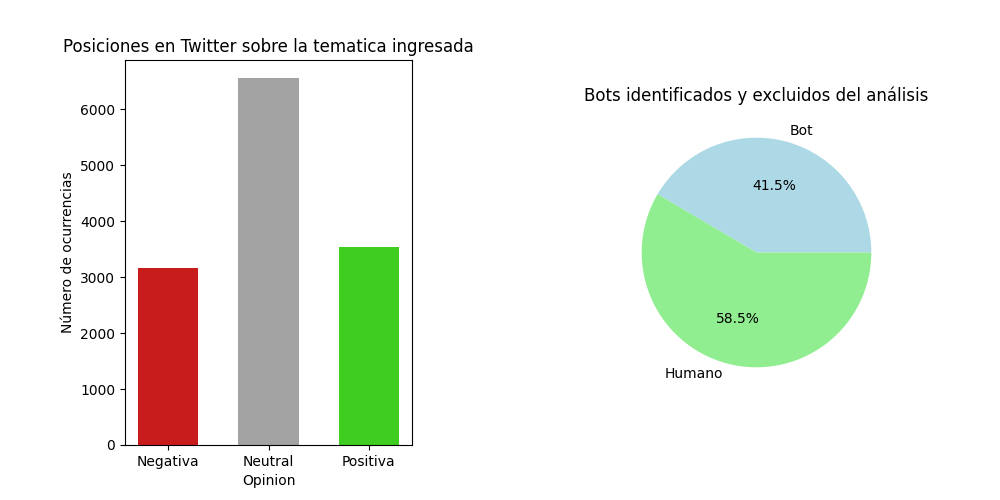 Posiciones en Twitter sobre la tematica ingresada
Número de ocurrencias
6000
5000
4000
3000
2000
1000
0
Negativa
Neutral
Positiva
Opinion
Bots identificados y excluidos del análisis
Bot
41.5%
58.5%
Humano